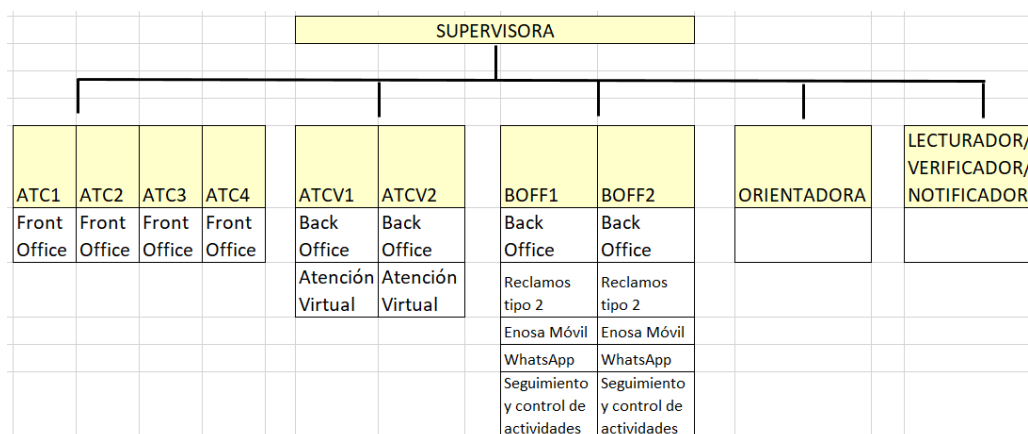 SUPERVISORA
LECTURADOR/
VERIFICADOR/
ATC1 ATC2 ATC3 ATC4 ATCV1 ATCV2 BOFF1 BOFF2 ORIENTADORA NOTIFICADOR
Front Front Front Front Back Back Back Back
Office Office Office Office Office Office Office Office
Atención Atención Reclamos Reclamos
Virtual Virtual tipo 2 tipo 2
Enosa Móvil Enosa Móvil
WhatsApp WhatsApp
Seguimiento Seguimiento
y control de y control de
actividades actividades